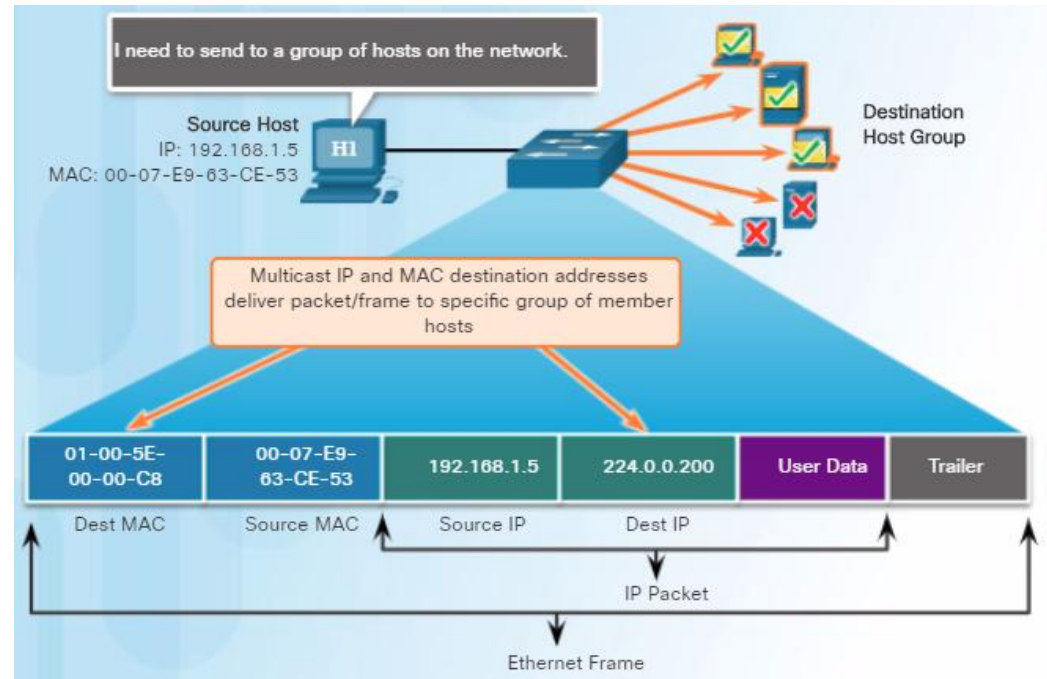 I need to send to a group of hosts on the network.
Source Host
IP: 192.168.1.5
MAC: 00-07-E9-63-CE-53
H1
Destination
Host Group
Multicast IP and MAC destination addresses
deliver packet/frame to specific group of member
hosts
01-00-5E-
00-00-C8
00-07-E9-
63-CE-53
192.168.1.5
224.0.0.200
User Data
Trailer
Dest MAC
Source MAC
Source IP
Dest IP
IP Packet
Ethernet Frame